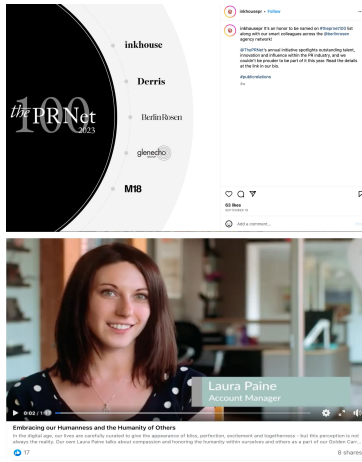 the PRNet
100
2023
inkhouse
Derris
BerlinRosen
glenecho
M18
inkhousepr • Follow
inkhousepr It's an honor to be named on #theprnet100 list
along with our smart colleagues across the @berlinrosen
agency network!
@ThePRNet's annual initiative spotlights outstanding talent,
innovation and influence within the PR industry, and we
couldn't be prouder to be part of it this year. Read the details
at the link in our bio.
#publicrelations
63 likes
Add a comment...
Laura Paine
Account Manager
Embracing our Humanness and the Humanity of Others
In the digital age, our lives are carefully curated to give the appearance of bliss, perfection, excitement and togetherness - but this perception is not
always the reality. Our own Laura Paine talks about compassion and honoring the humanity within ourselves and others as a part of our Golden Can...
17
8 shares